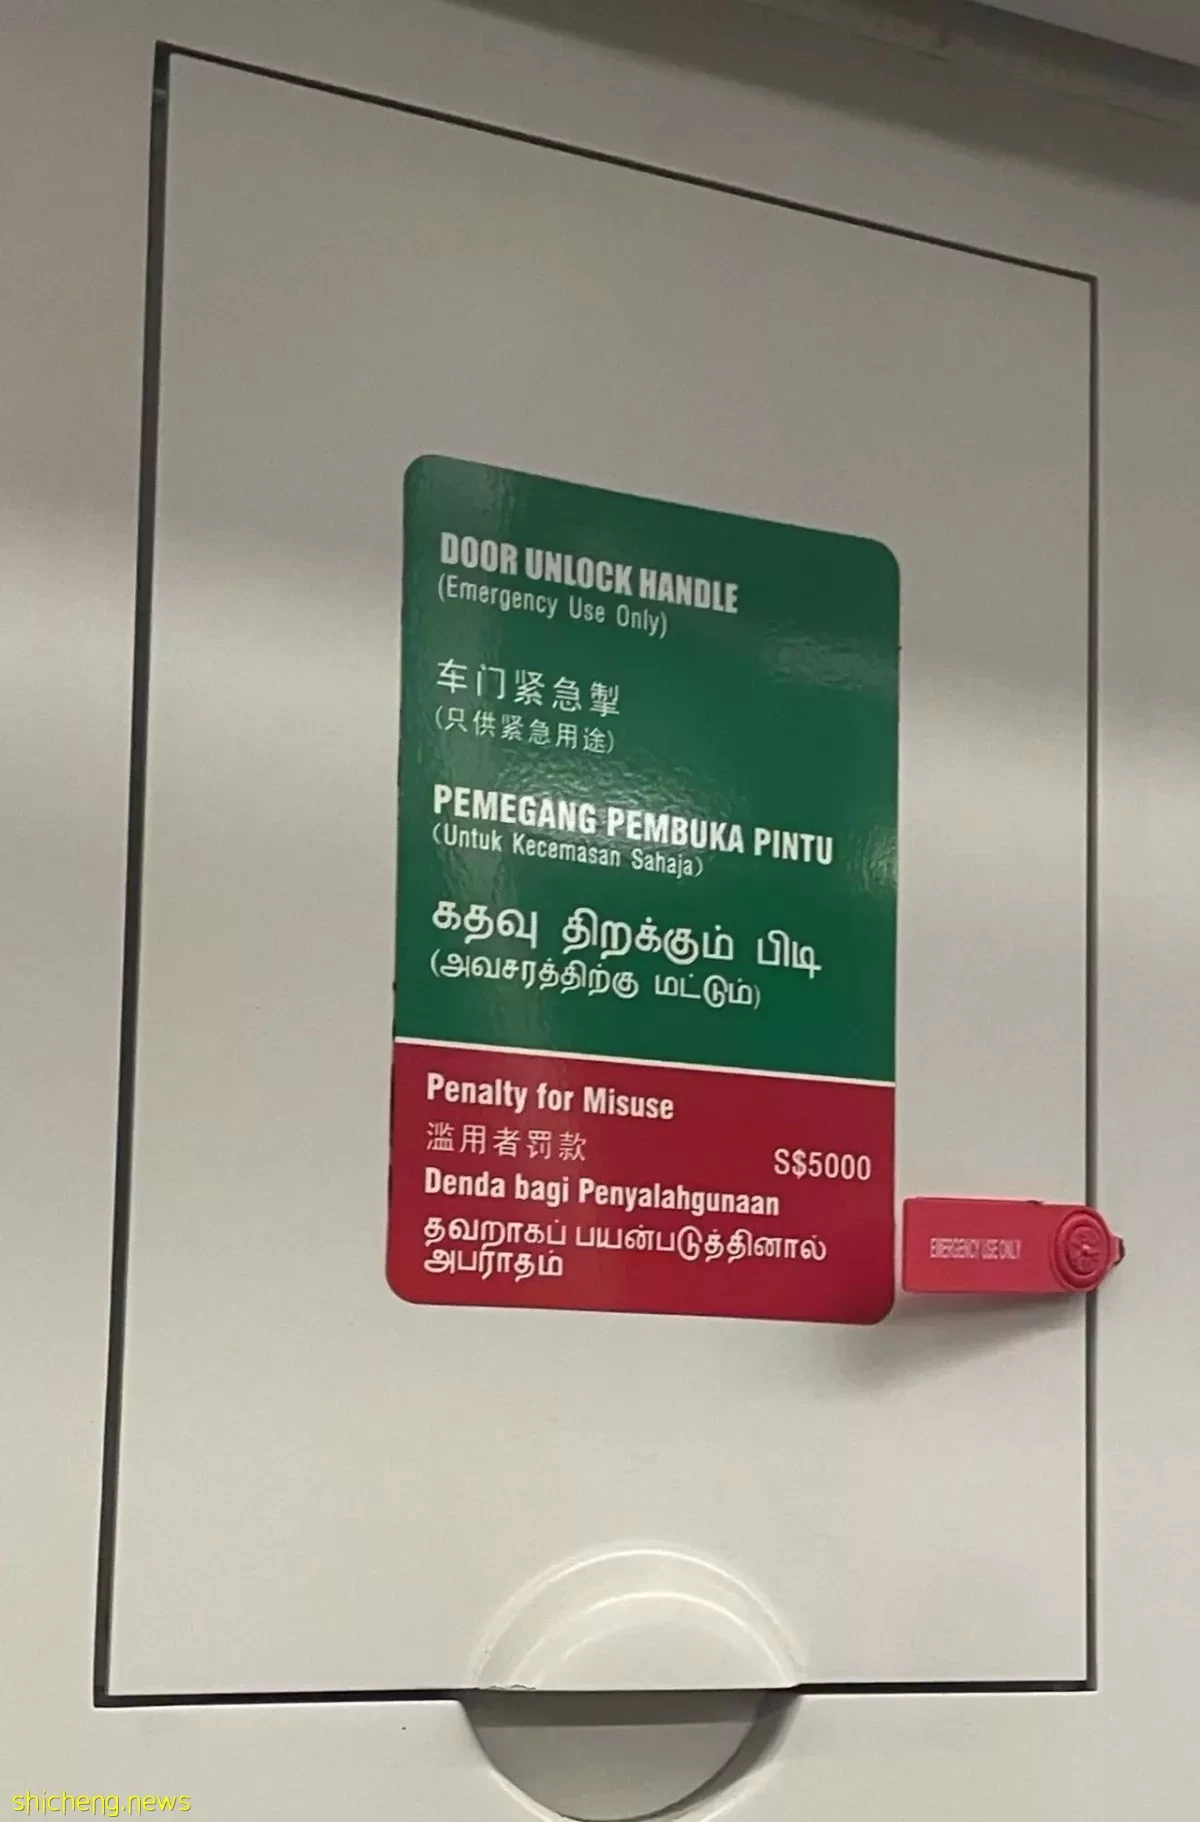 DOOR UNLOCK HANDLE
(Emergency Use Only)
车门紧急掣
(只供紧急用途)
PEMEGANG PEMBUKA PINTU
(Untuk Kecemasan Sahaja)
கதவு திறக்கும் பிடி
(அவசரத்திற்கு மட்டும்)
Penalty for Misuse
滥用者罚款
S$5000
Denda bagi Penyalahgunaan
தவறாகப் பயன்படுத்தினால்
அபராதம்
EMERGENCY USE ONLY
shicheng.news